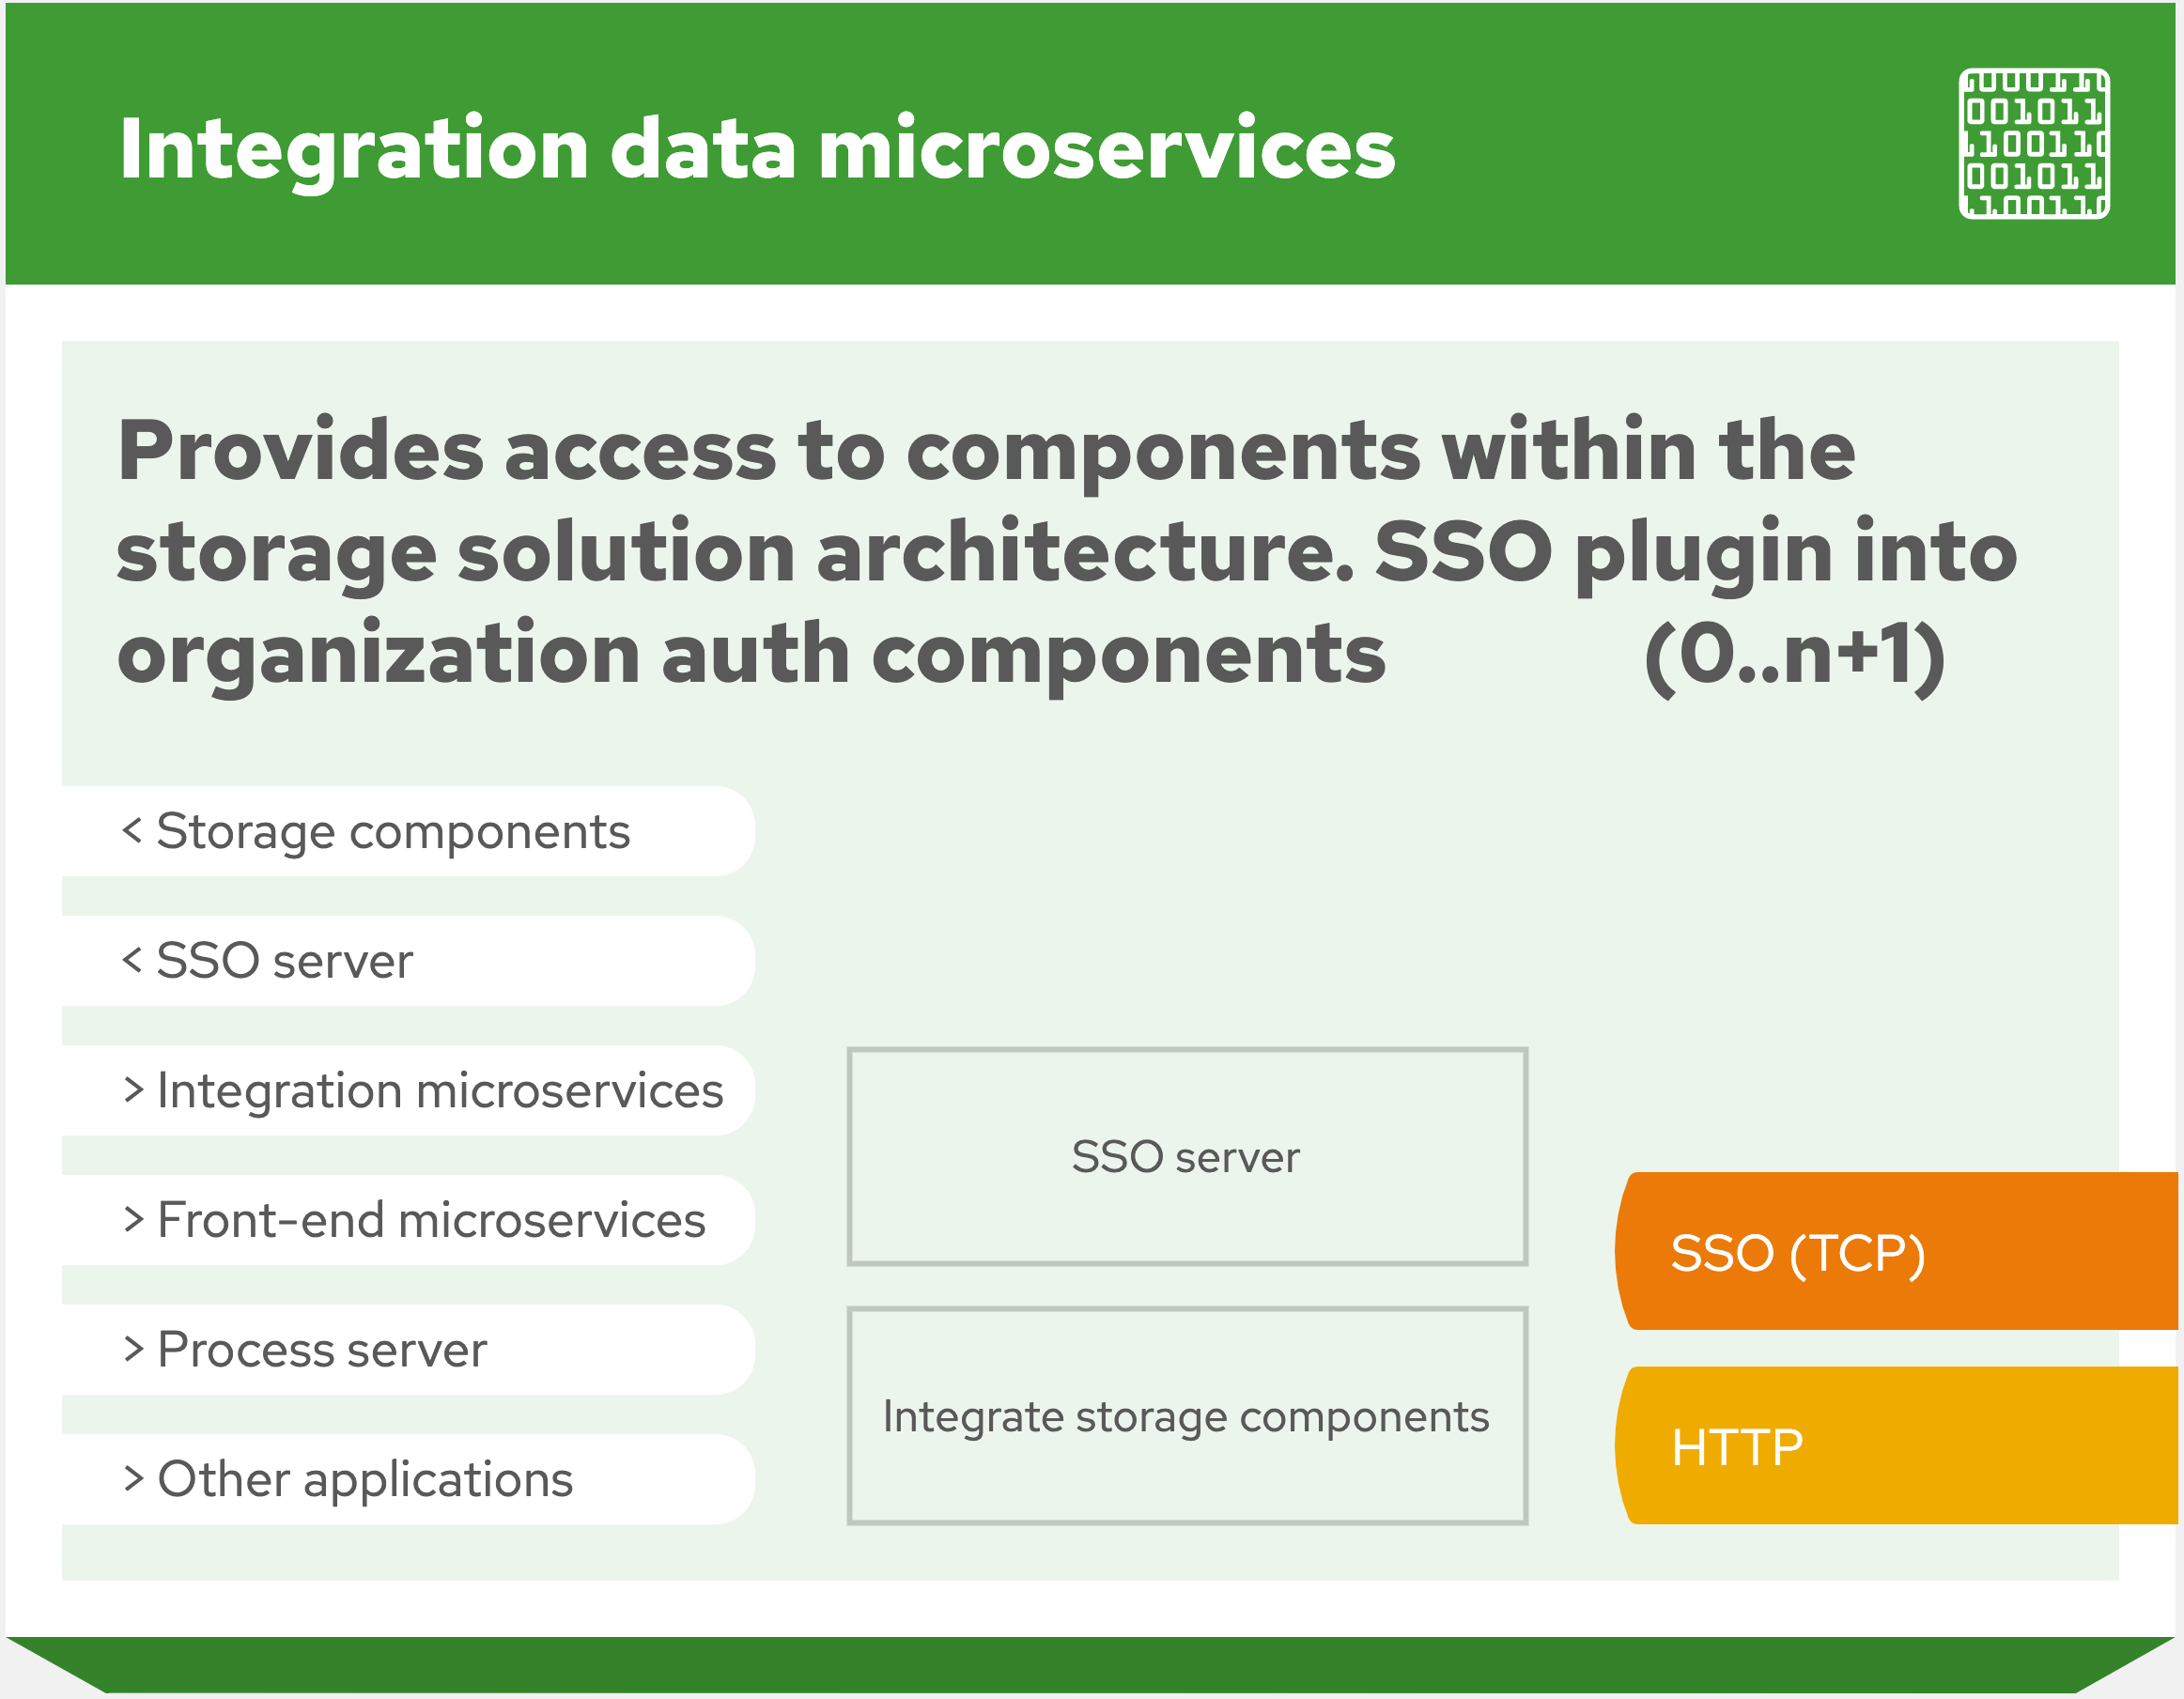 Integration data microservices
Provides access to components within the
storage solution architecture. SSO plugin into
organization auth components (0..n+1)
< Storage components
< SSO server
> Integration microservices
> Front-end microservices
> Process server
> Other applications
SSO server
Integrate storage components
SSO (TCP)
HTTP